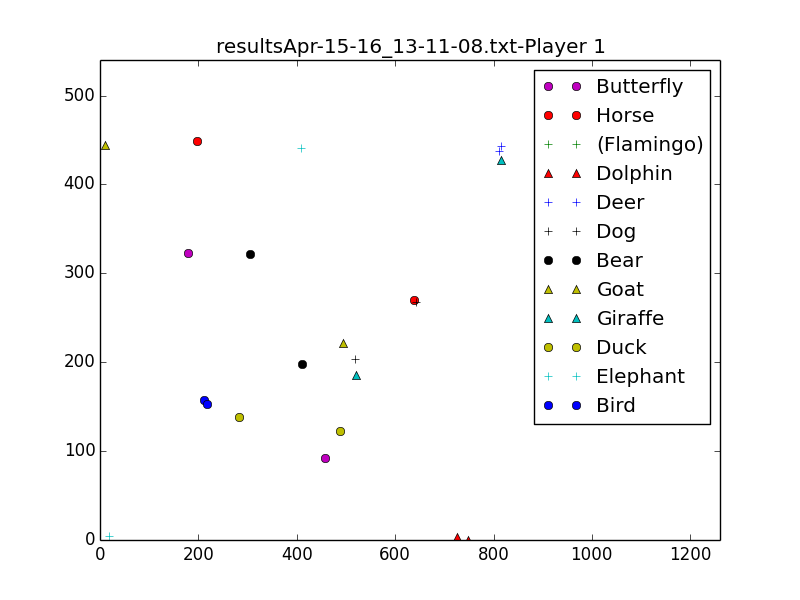 resultsApr-15-16_13-11-08.txt-Player 1
500
400
300
200
100
0
0 200 400 600 800 1000 1200
Butterfly
Horse
(Flamingo)
Dolphin
Deer
Dog
Bear
Goat
Giraffe
Duck
Elephant
Bird